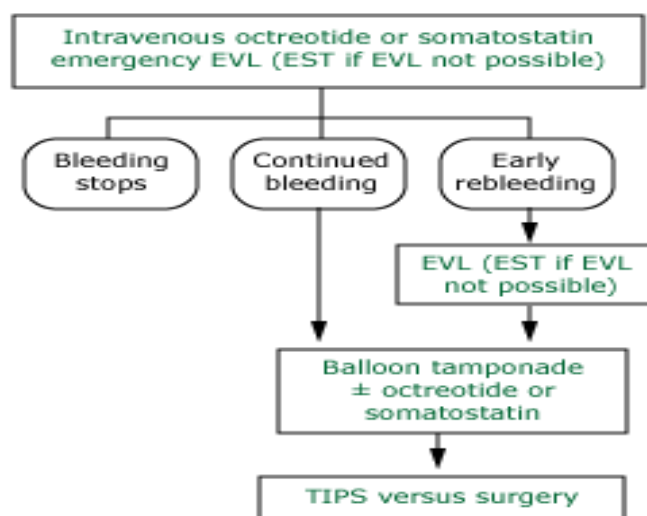 Intravenous octreotide or somatostatin
emergency EVL (EST if EVL not possible)
Bleeding
stops
Continued
bleeding
Early
rebleeding
EVL (EST if EVL
not possible)
Balloon tamponade
± octreotide or
somatostatin
TIPS versus surgery